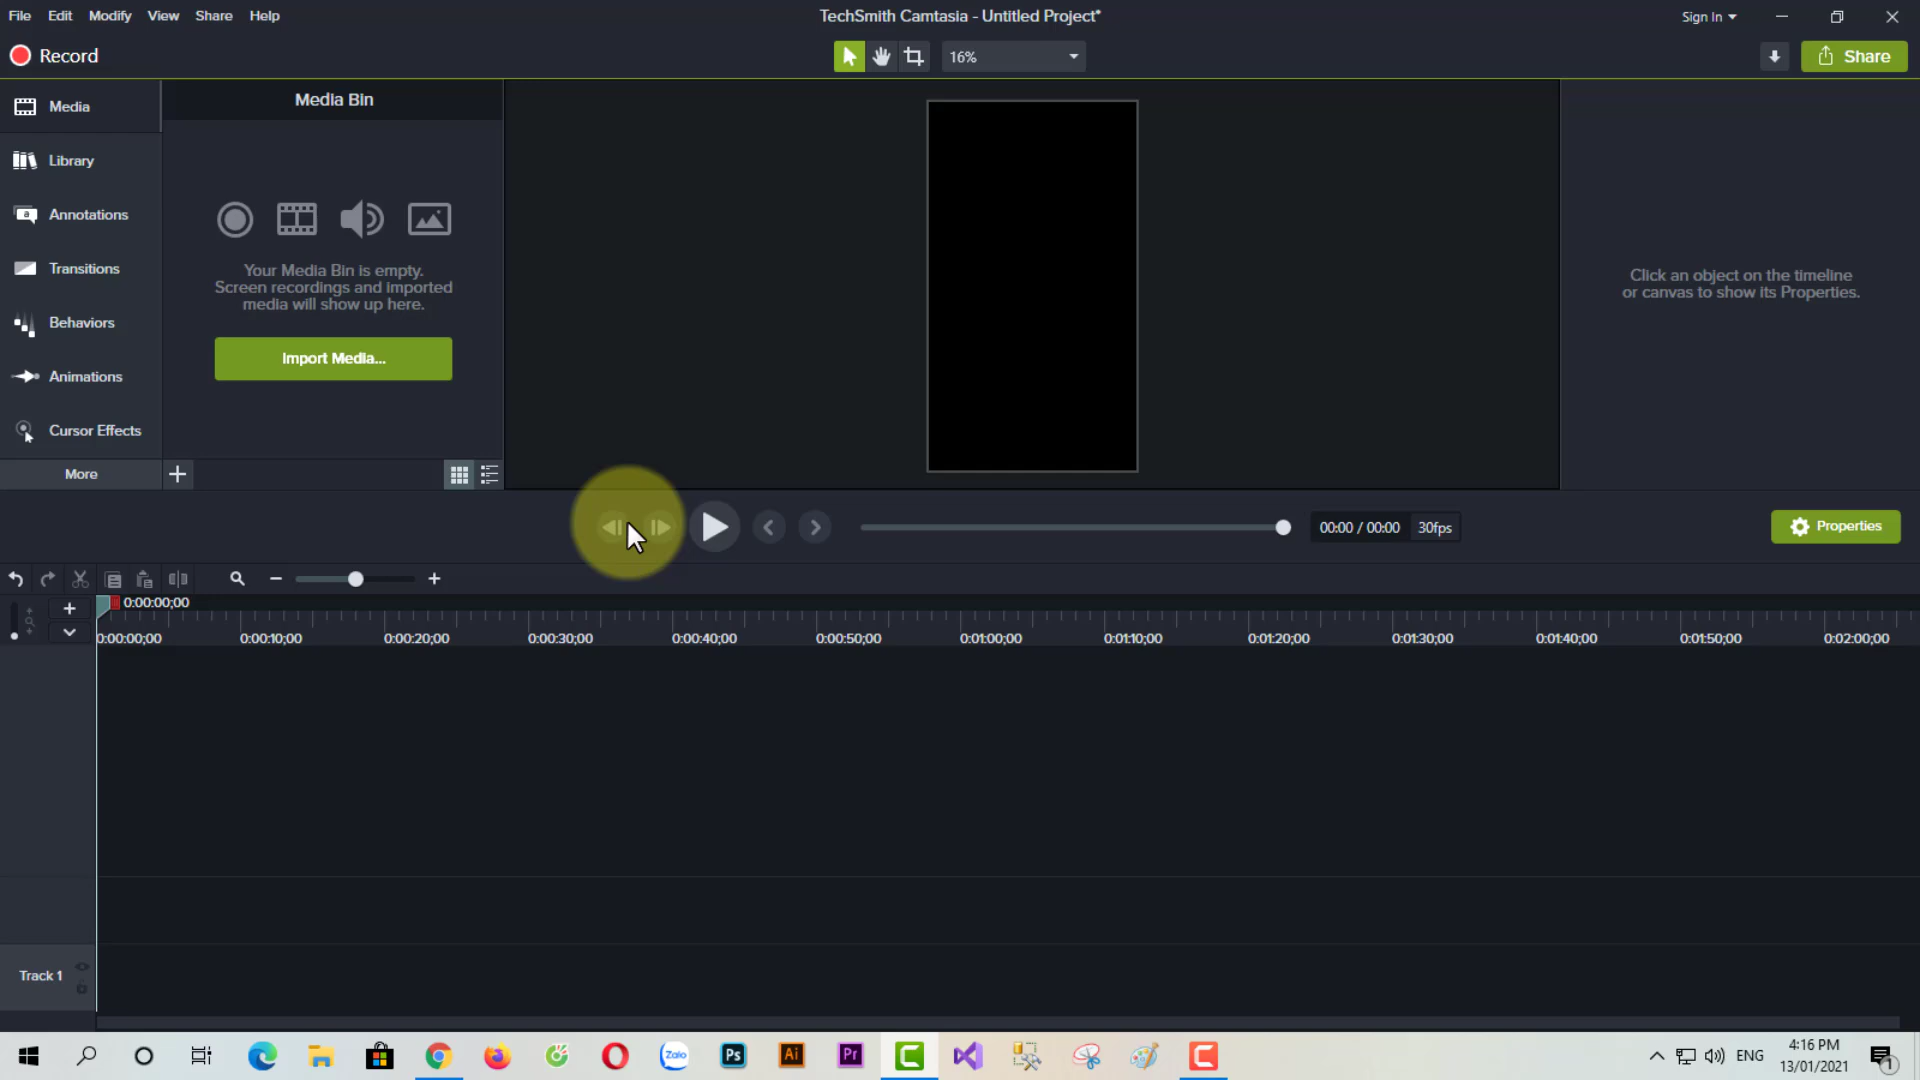 File Edit Modify View Share Help
TechSmith Camtasia - Untitled Project*
Sign In
Record
16%
Share
Media
Library
Annotations
Transitions
Behaviors
Animations
Cursor Effects
More
Media Bin
Your Media Bin is empty.
Screen recordings and imported
media will show up here.
Import Media...
Click an object on the timeline
or canvas to show its Properties.
00:00 / 00:00 30fps
Properties
0:00:00;00
0:00:00;00 0:00:10;00 0:00:20;00 0:00:30;00 0:00:40;00 0:00:50;00 0:01:00;00 0:01:10;00 0:01:20;00 0:01:30;00 0:01:40;00 0:01:50;00 0:02:00;00
Track 1
Zalo Ps Ai Pr
ENG
4:16 PM
13/01/2021
1